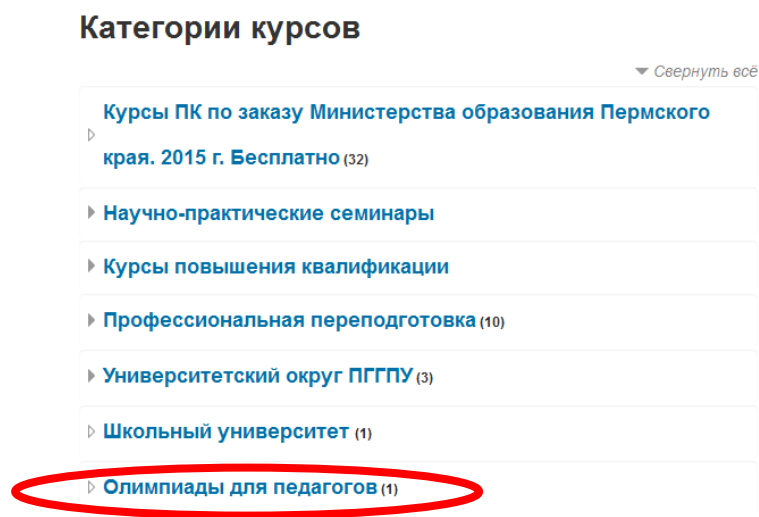 Категории курсов
Свернуть всё
Курсы ПК по заказу Министерства образования Пермского
края. 2015 г. Бесплатно (32)
Научно-практические семинары
Курсы повышения квалификации
Профессиональная переподготовка (10)
Университетский округ ПГГПУ (3)
Школьный университет (1)
Олимпиады для педагогов (1)